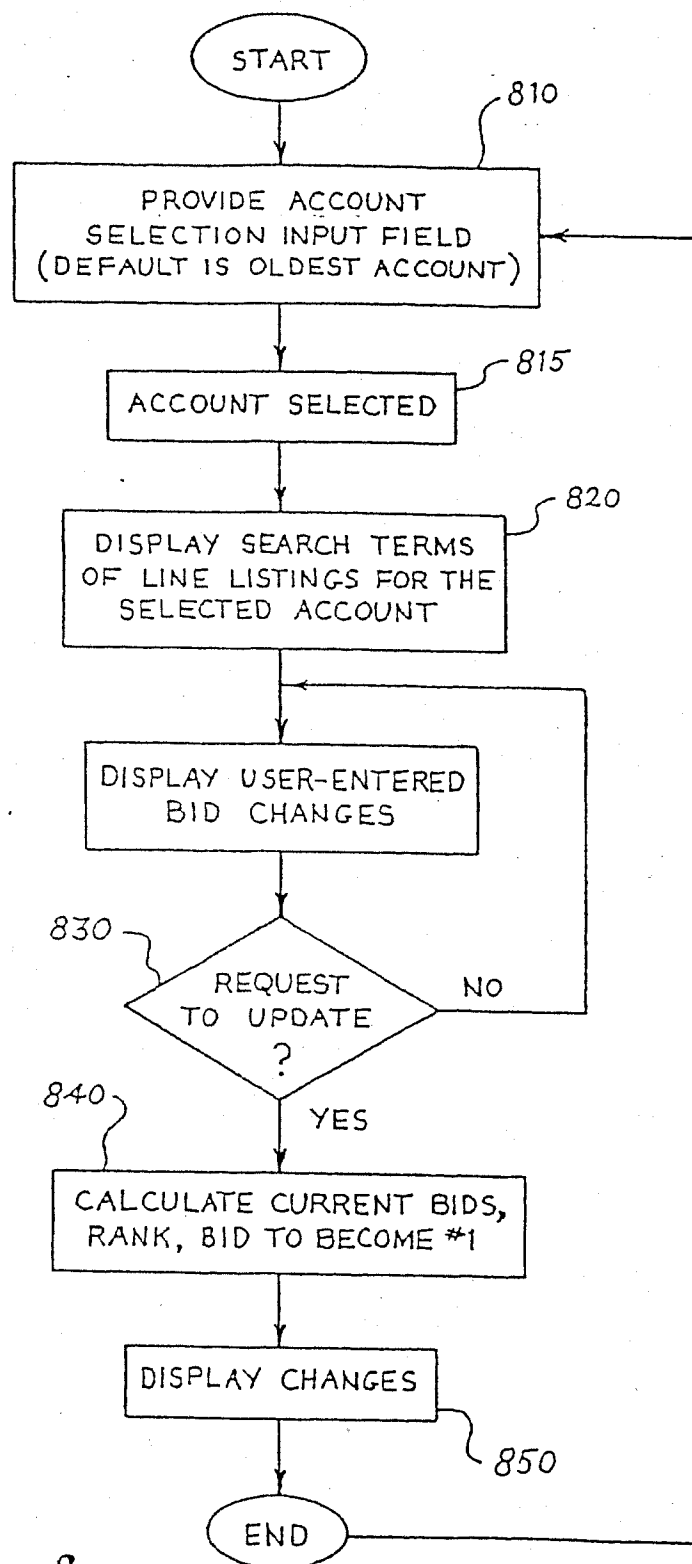 START
810
PROVIDE ACCOUNT
SELECTION INPUT FIELD
(DEFAULT IS OLDEST ACCOUNT)
815
ACCOUNT SELECTED
820
DISPLAY SEARCH TERMS
OF LINE LISTINGS FOR THE
SELECTED ACCOUNT
DISPLAY USER-ENTERED
BID CHANGES
830
REQUEST
TO UPDATE
?
NO
YES
840
CALCULATE CURRENT BIDS,
RANK, BID TO BECOME #1
DISPLAY CHANGES
850
END